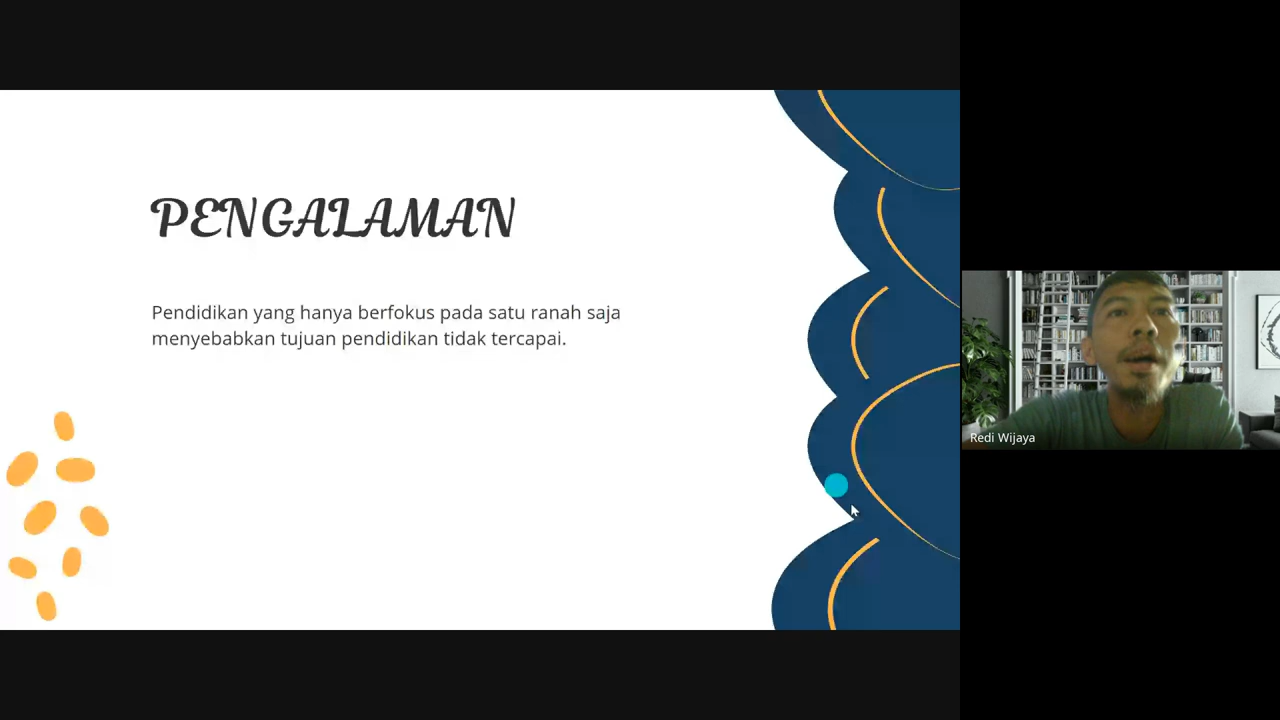 PENGALAMAN
Pendidikan yang hanya berfokus pada satu ranah saja
menyebabkan tujuan pendidikan tidak tercapai.
Redi Wijaya